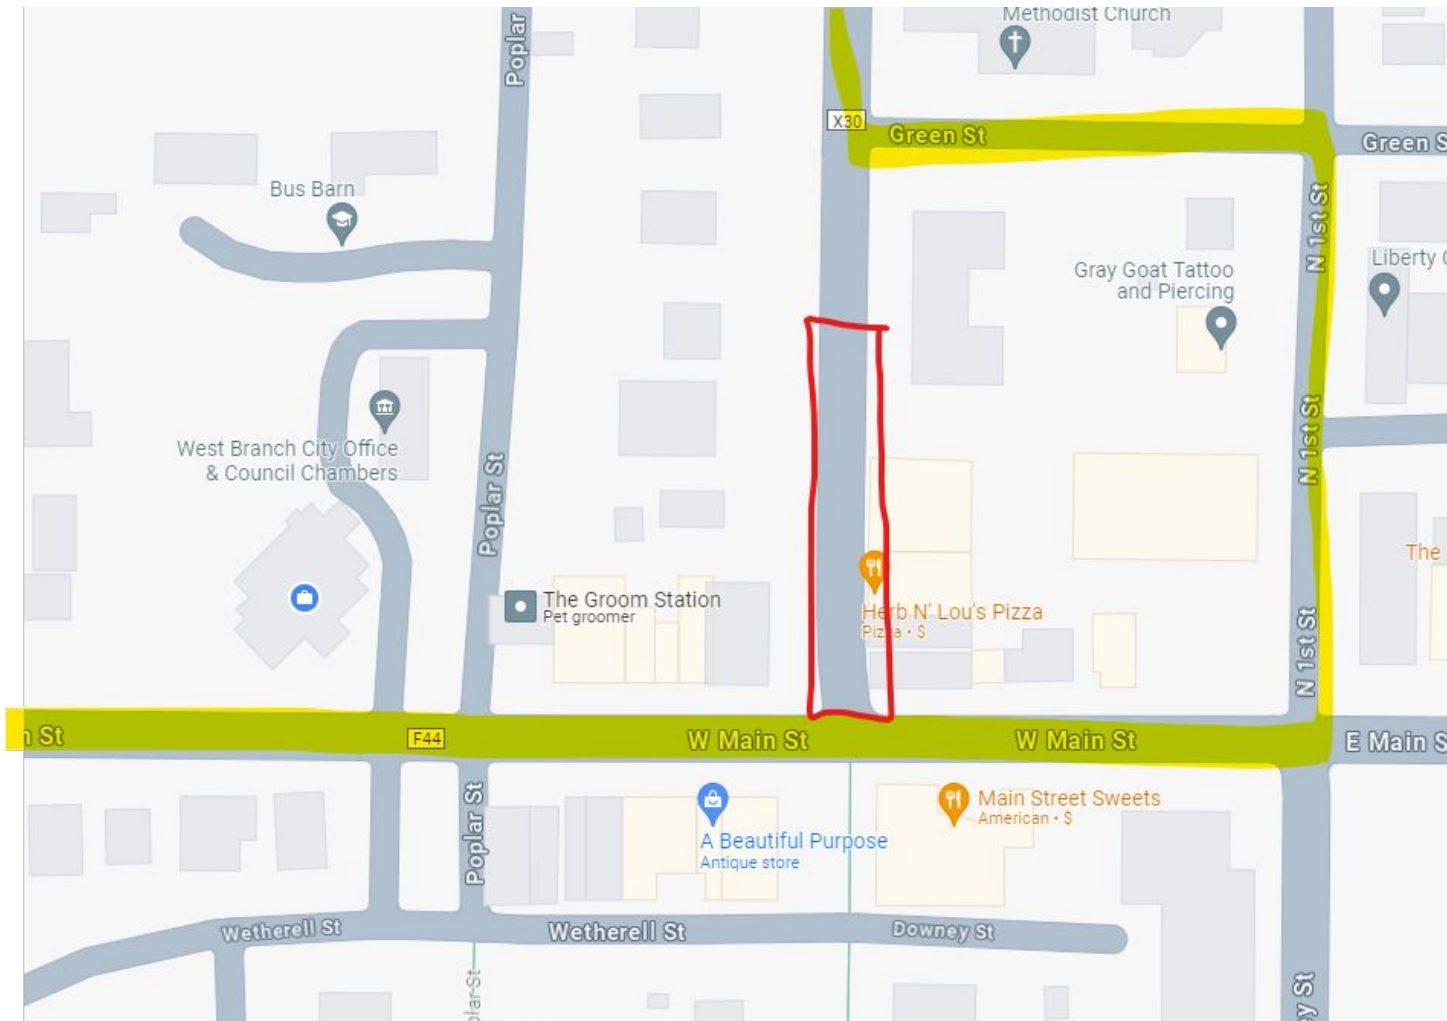 Methodist Church
Poplar
X30
Green St
Green S
Bus Barn
N 1st St
Liberty
Gray Goat Tattoo
and Piercing
West Branch City Office
& Council Chambers
N 1st St
Poplar St
The
The Groom Station
Pet groomer
Herb N' Lou's Pizza
Pizza • $
N 1st St
n St
F44
W Main St
W Main St
E Main S
Poplar St
Main Street Sweets
American • $
A Beautiful Purpose
Antique store
Wetherell St
Wetherell St
Downey St
plar St
ey St